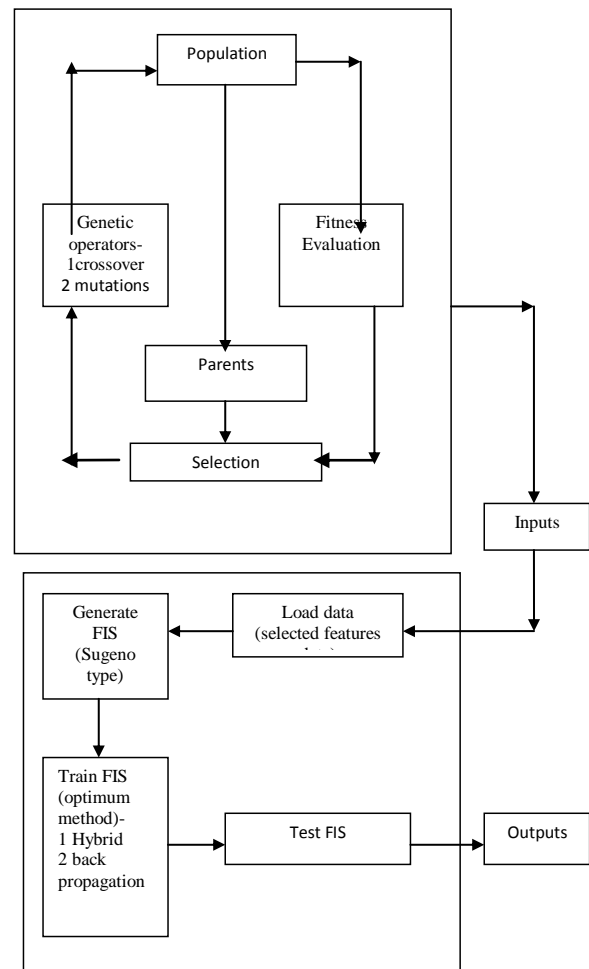 Population
Genetic
operators-
1crossover
2 mutations
Fitness
Evaluation
Parents
Selection
Inputs
Generate
FIS
(Sugeno
type)
Load data
(selected features
Train FIS
(optimum
method)-
1 Hybrid
2 back
propagation
Test FIS
Outputs